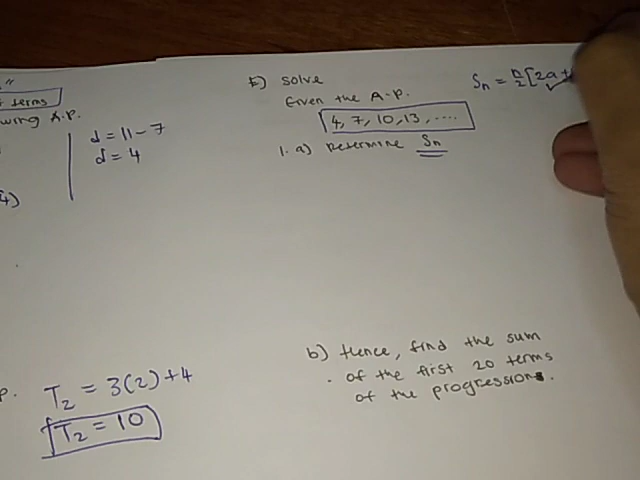 terms
wing A.P.
d = 11 - 7
d = 4
4)
P. T₂ = 3(2) + 4
T₂ = 10
E) solve
Given the A.P.
4, 7, 10, 13, ....
1. a) Determine Sn
Sn = n/2 [2a +
b) Hence, find the sum
of the first 20 terms
of the progression.